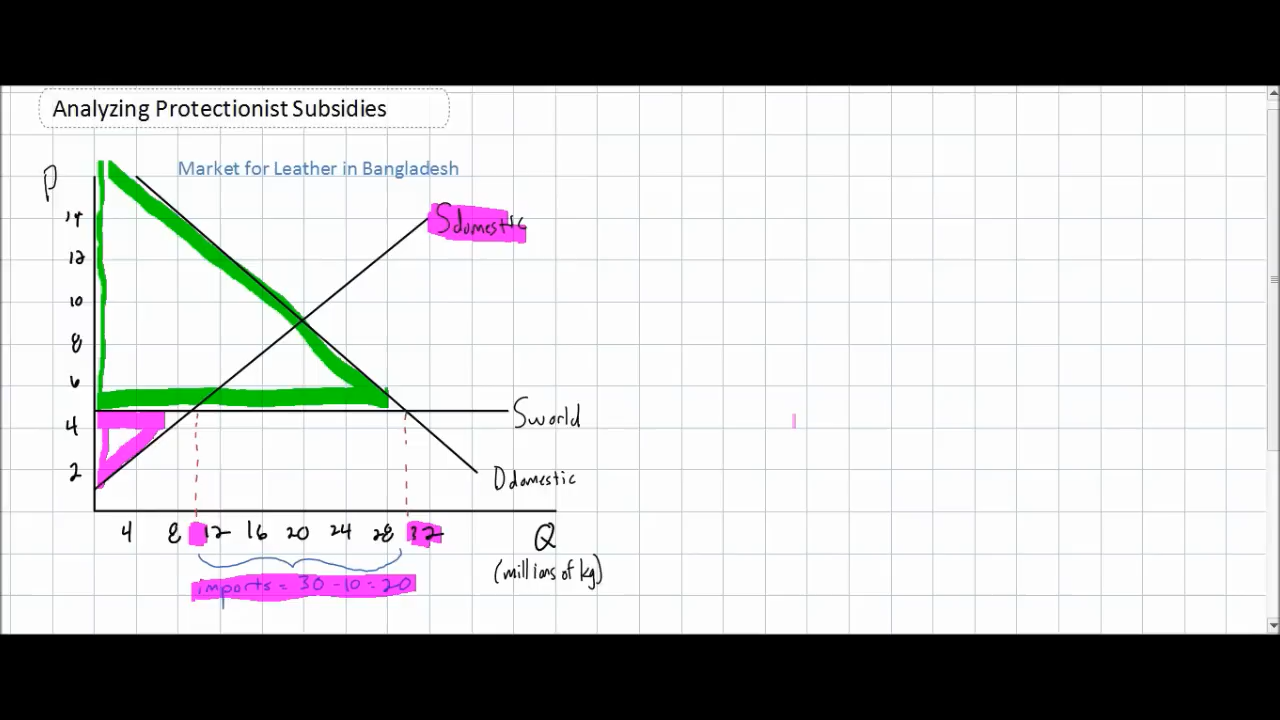 Analyzing Protectionist Subsidies
Market for Leather in Bangladesh
P
14
Sdomestic
12
10
8
6
4
Sworld
2
Ddomestic
4 8 12 16 20 24 28 32 Q
(millions of kg)
imports = 30 - 10 = 20